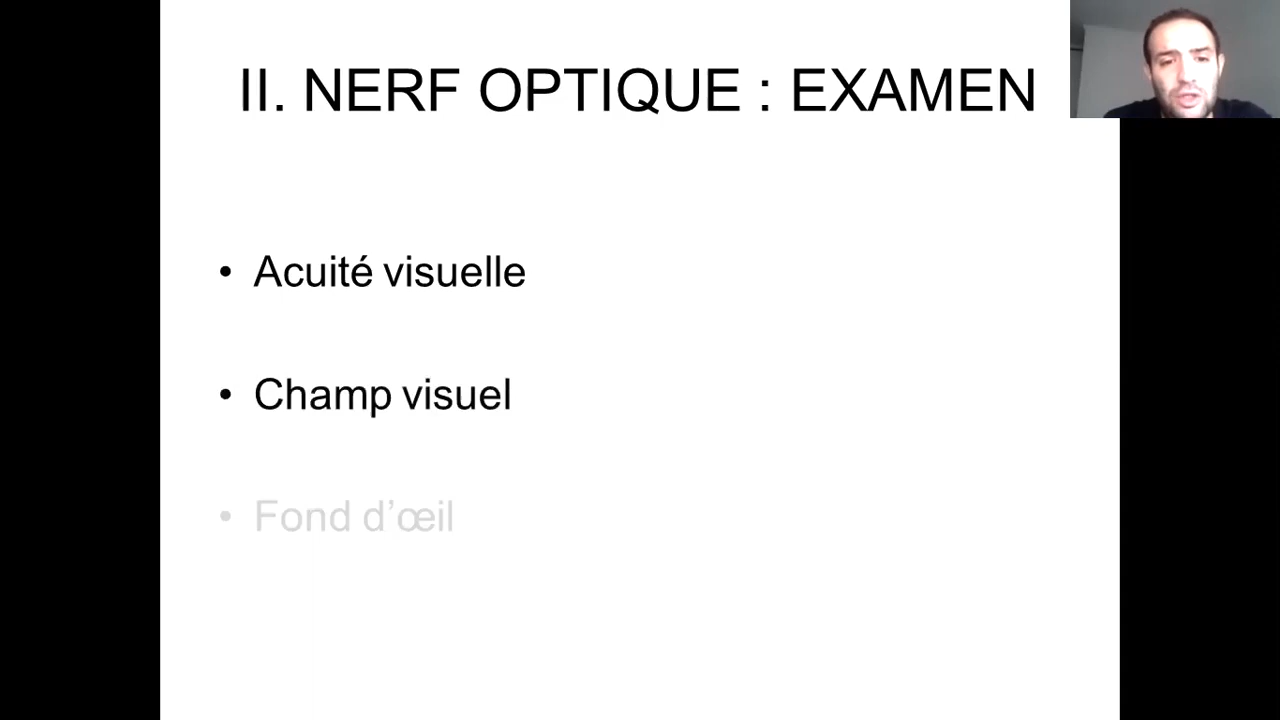 II. NERF OPTIQUE : EXAMEN
• Acuité visuelle
• Champ visuel
• Fond d’œil